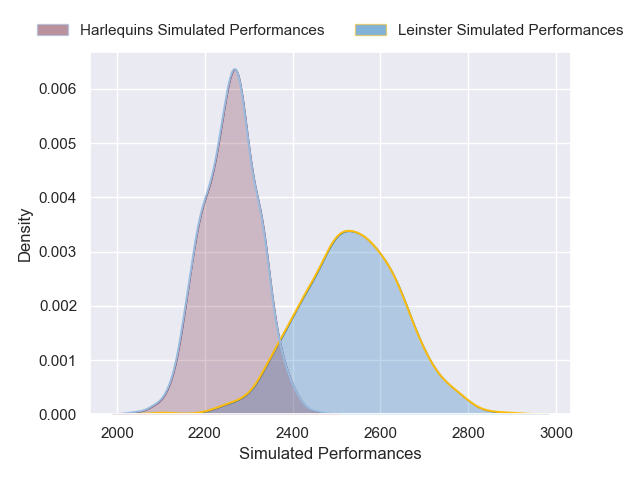 Harlequins Simulated Performances Leinster Simulated Performances
0.006
0.005
0.004
0.003
0.002
0.001
0.000
Density
2000 2200 2400 2600 2800 3000
Simulated Performances